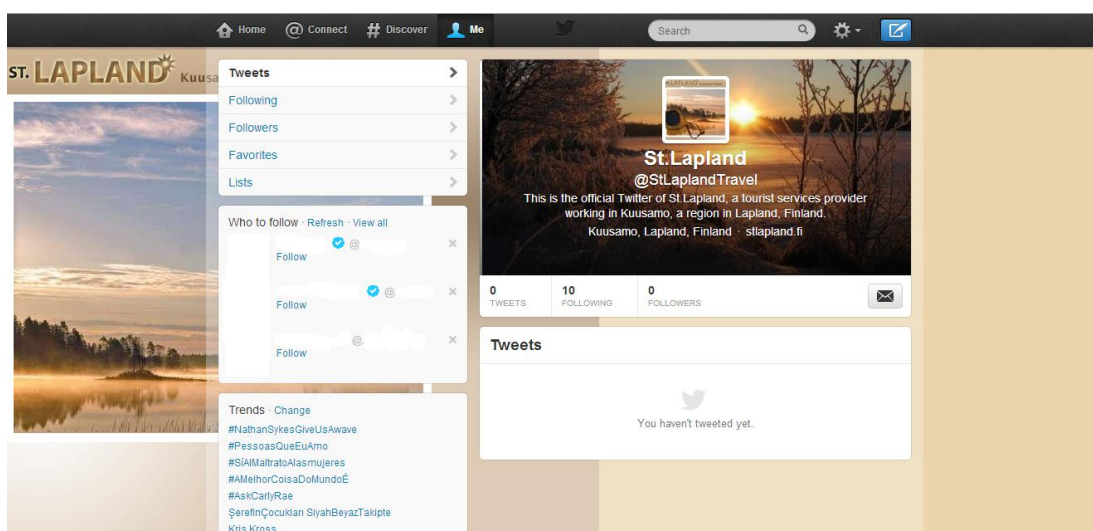 Home @ Connect # Discover Me
Search
ST. LAPLAND Kuusa
Tweets
Following
Followers
Favorites
Lists
Who to follow · Refresh · View all
@
Follow
@
Follow
@
Follow
Trends · Change
#NathanSykesGiveUsAwave
#PessoasQueEuAmo
#SíAlMaltratoAlasmujeres
#AMelhorCoisaDoMundoÉ
#AskCarlyRae
ŞerefinÇocukları SiyahBeyazTakipte
Kris Kross
LAPLAND
St.Lapland
@StLaplandTravel
This is the official Twitter of St.Lapland, a tourist services provider
working in Kuusamo, a region in Lapland, Finland.
Kuusamo, Lapland, Finland · stlapland.fi
0
TWEETS
10
FOLLOWING
0
FOLLOWERS
Tweets
You haven't tweeted yet.